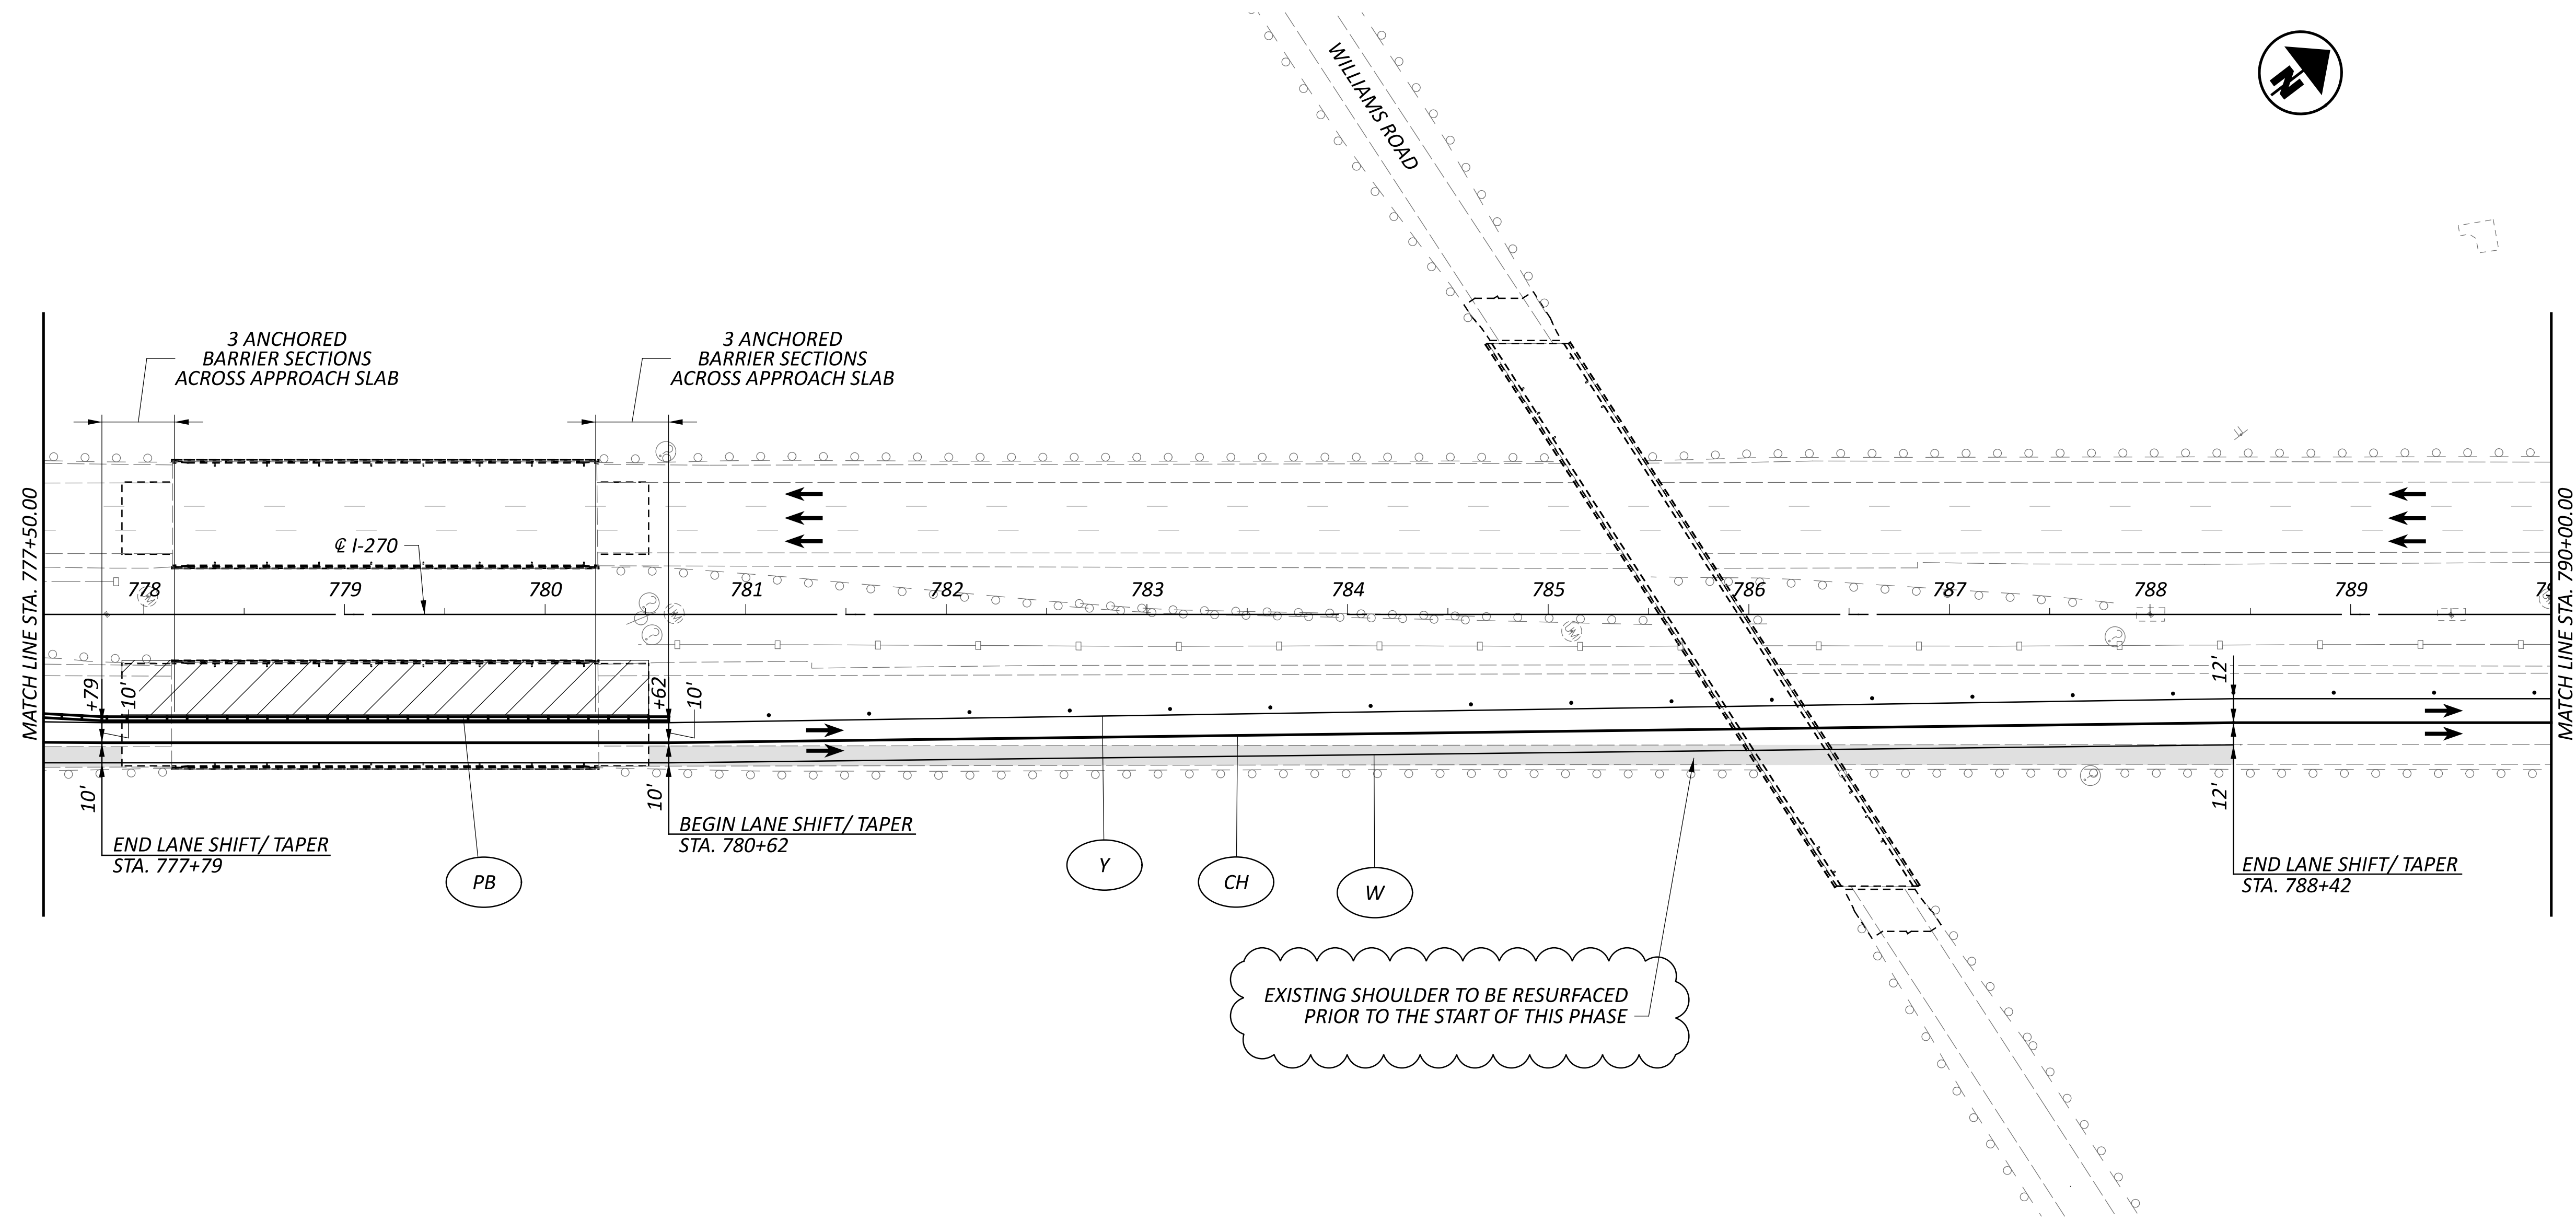 WILLIAMS ROAD
N
3 ANCHORED
BARRIER SECTIONS
ACROSS APPROACH SLAB
3 ANCHORED
BARRIER SECTIONS
ACROSS APPROACH SLAB
MATCH LINE STA. 777+50.00
MATCH LINE STA. 790+00.00
℄ I-270
778
779
780
781
782
783
784
785
786
787
788
789
+79
10'
+62
10'
12'
10'
10'
12'
END LANE SHIFT/ TAPER
STA. 777+79
BEGIN LANE SHIFT/ TAPER
STA. 780+62
END LANE SHIFT/ TAPER
STA. 788+42
PB
Y
CH
W
EXISTING SHOULDER TO BE RESURFACED
PRIOR TO THE START OF THIS PHASE